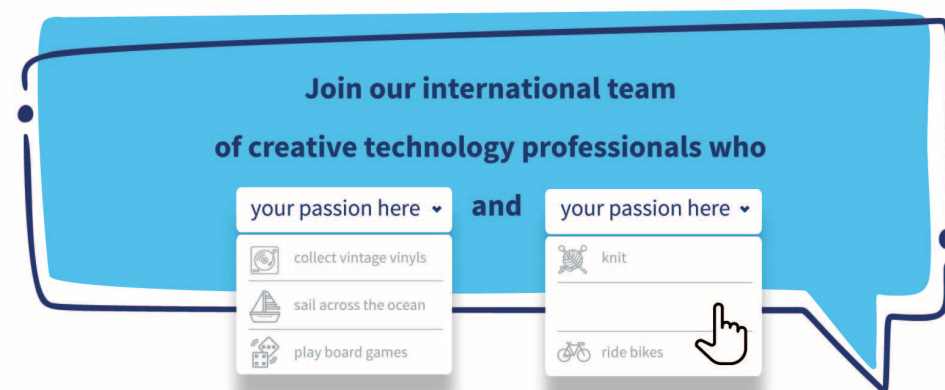 Join our international team
of creative technology professionals who
your passion here and your passion here
collect vintage vinyls
sail across the ocean
play board games
knit
ride bikes